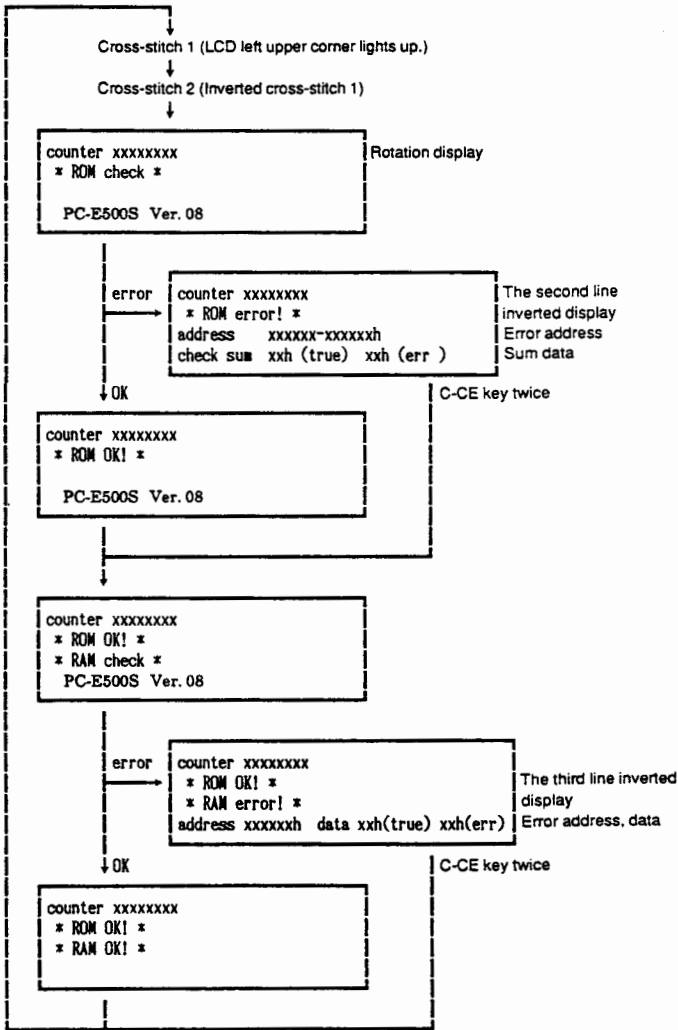 Cross-stitch 1 (LCD left upper corner lights up.)
Cross-stitch 2 (Inverted cross-stitch 1)
counter xxxxxxxx
* ROM check *
PC-E500S Ver. 08
Rotation display
error
counter xxxxxxxx
* ROM error! *
address xxxxxx-xxxxxxh
check sum xxh (true) xxh (err )
The second line
inverted display
Error address
Sum data
OK
C-CE key twice
counter xxxxxxxx
* ROM OK! *
PC-E500S Ver. 08
counter xxxxxxxx
* ROM OK! *
* RAM check *
PC-E500S Ver. 08
error
counter xxxxxxxx
* ROM OK! *
* RAM error! *
address xxxxxxh data xxh(true) xxh(err)
The third line inverted
display
Error address, data
OK
C-CE key twice
counter xxxxxxxx
* ROM OK! *
* RAM OK! *